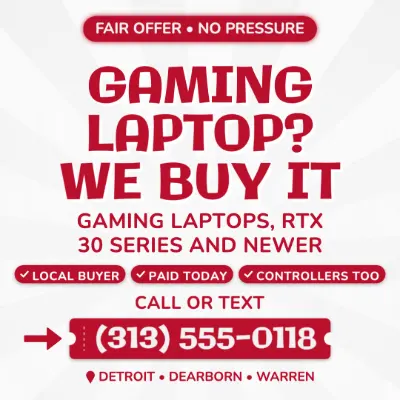 FAIR OFFER • NO PRESSURE
GAMING
LAPTOP?
WE BUY IT
GAMING LAPTOPS, RTX
30 SERIES AND NEWER
✓ LOCAL BUYER ✓ PAID TODAY ✓ CONTROLLERS TOO
CALL OR TEXT
(313) 555-0118
DETROIT • DEARBORN • WARREN